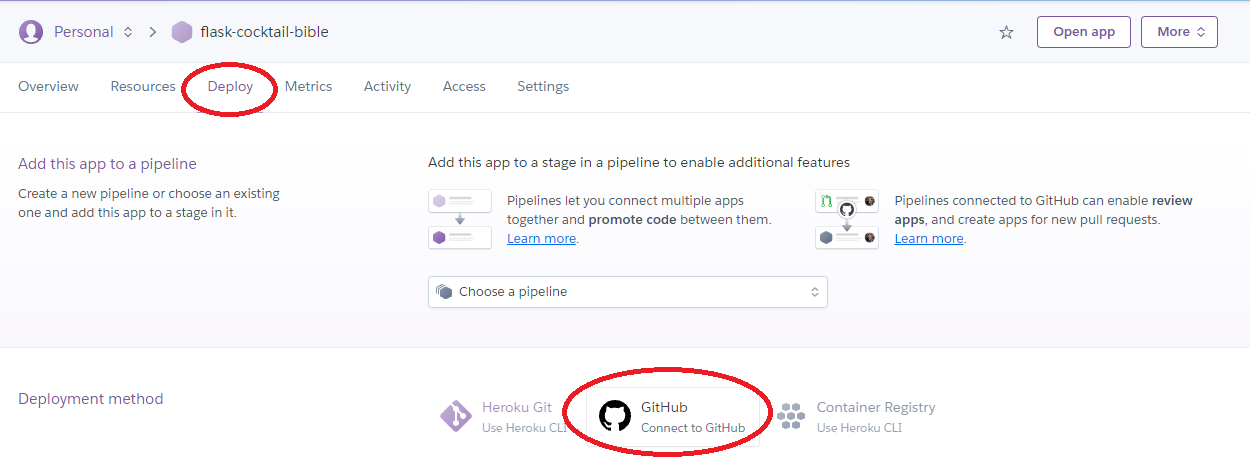 Personal flask-cocktail-bible Open app More
Overview Resources Deploy Metrics Activity Access Settings
Add this app to a pipeline
Create a new pipeline or choose an existing
one and add this app to a stage in it.
Add this app to a stage in a pipeline to enable additional features
Pipelines let you connect multiple apps
together and promote code between them.
Learn more.
Pipelines connected to GitHub can enable review
apps, and create apps for new pull requests.
Learn more.
Choose a pipeline
Deployment method
Heroku Git
Use Heroku CLI
GitHub
Connect to GitHub
Container Registry
Use Heroku CLI